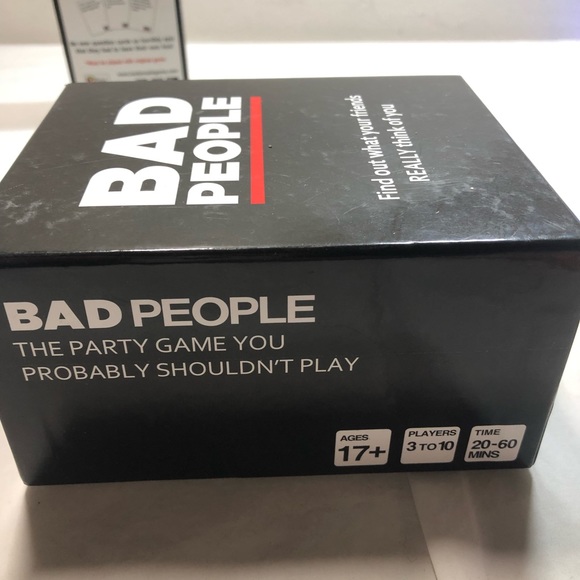 BAD
PEOPLE
Find out what your friends
REALLY think of you
BAD PEOPLE
THE PARTY GAME YOU
PROBABLY SHOULDN'T PLAY
AGES
17+
PLAYERS
3 TO 10
TIME
20-60
MINS